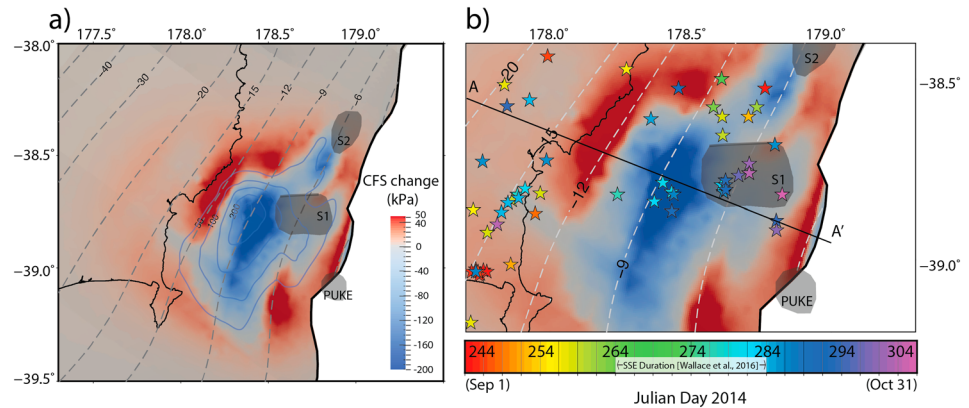 a)
177.5° 178.0° 178.5° 179.0°
−38.0°
−38.5°
−39.0°
−39.5°
−40
−30
−20
−15
−12
−9
−6
S2
S1
PUKE
50
100
CFS change
(kPa)
50
40
20
0
-40
-80
-120
-160
-200
b)
178.0° 178.5° 179.0°
−38.5°
−39.0°
A
−20
−15
−12
−9
S2
S1
A′
PUKE
244 254 264 274 284 294 304
SSE Duration [Wallace et al., 2016]
(Sep 1) (Oct 31)
Julian Day 2014